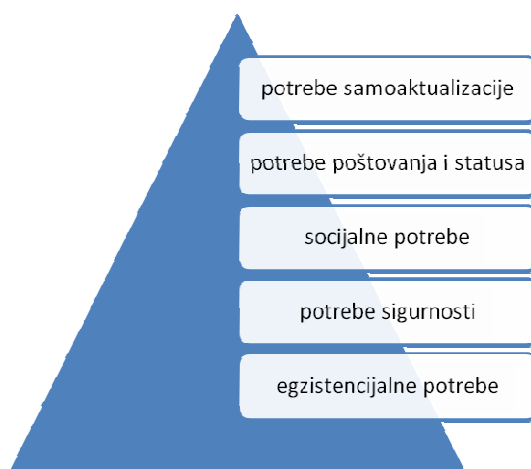 potrebe samoaktualizacije
potrebe poštovanja i statusa
socijalne potrebe
potrebe sigurnosti
egzistencijalne potrebe